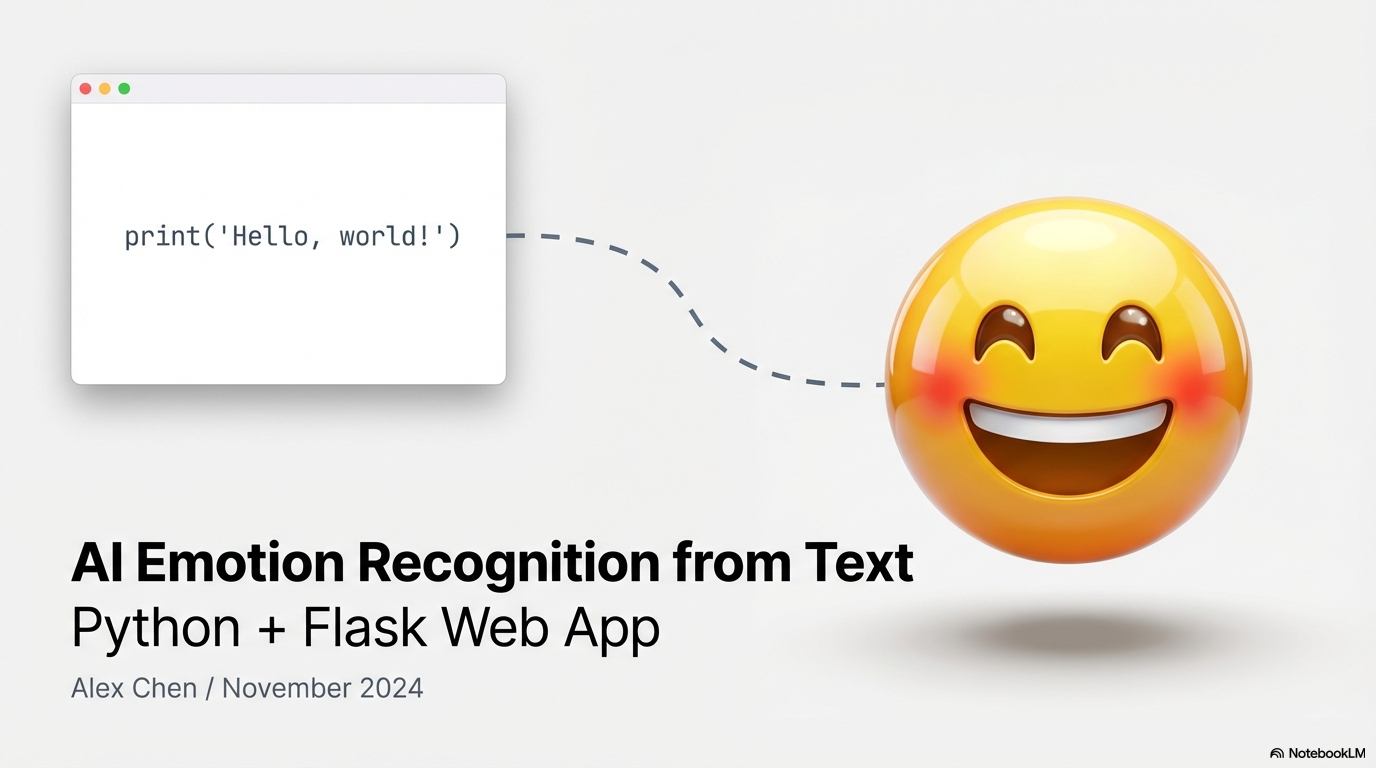 print('Hello, world!')
AI Emotion Recognition from Text
Python + Flask Web App
Alex Chen / November 2024
NotebookLM